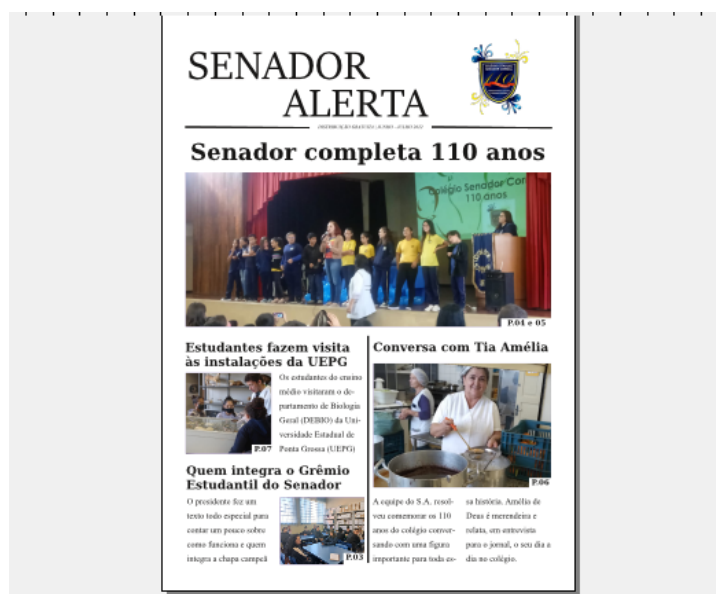 SENADOR
ALERTA
DISTRIBUIÇÃO GRATUITA | JUNHO - JULHO 2022
Senador completa 110 anos
Colégio Senador Cor
110 anos
P.04 e 05
Estudantes fazem visita
às instalações da UEPG
Os estudantes do ensino
médio visitaram o de-
partamento de Biologia
Geral (DEBIO) da Uni-
versidade Estadual de
Ponta Grossa (UEPG)
P.07
Quem integra o Grêmio
Estudantil do Senador
O presidente fez um
texto todo especial para
contar um pouco sobre
como funciona e quem
integra a chapa campeã
P.03
Conversa com Tia Amélia
P.06
A equipe do S.A. resol-
veu comemorar os 110
anos do colégio conver-
sando com uma figura
importante para toda es-
sa história. Amélia de
Deus é merendeira e
relata, em entrevista
para o jornal, o seu dia a
dia no colégio.